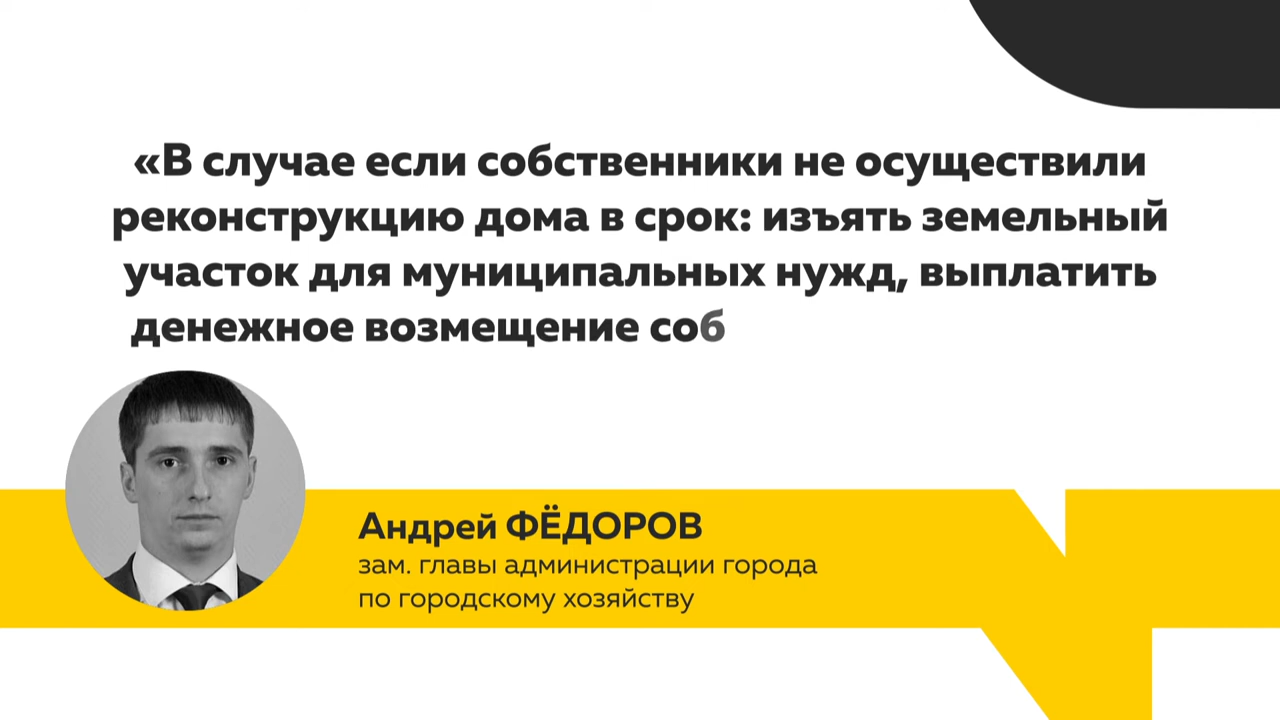 «В случае если собственники не осуществили
реконструкцию дома в срок: изъять земельный
участок для муниципальных нужд, выплатить
денежное возмещение соб
Андрей ФЁДОРОВ
зам. главы администрации города
по городскому хозяйству